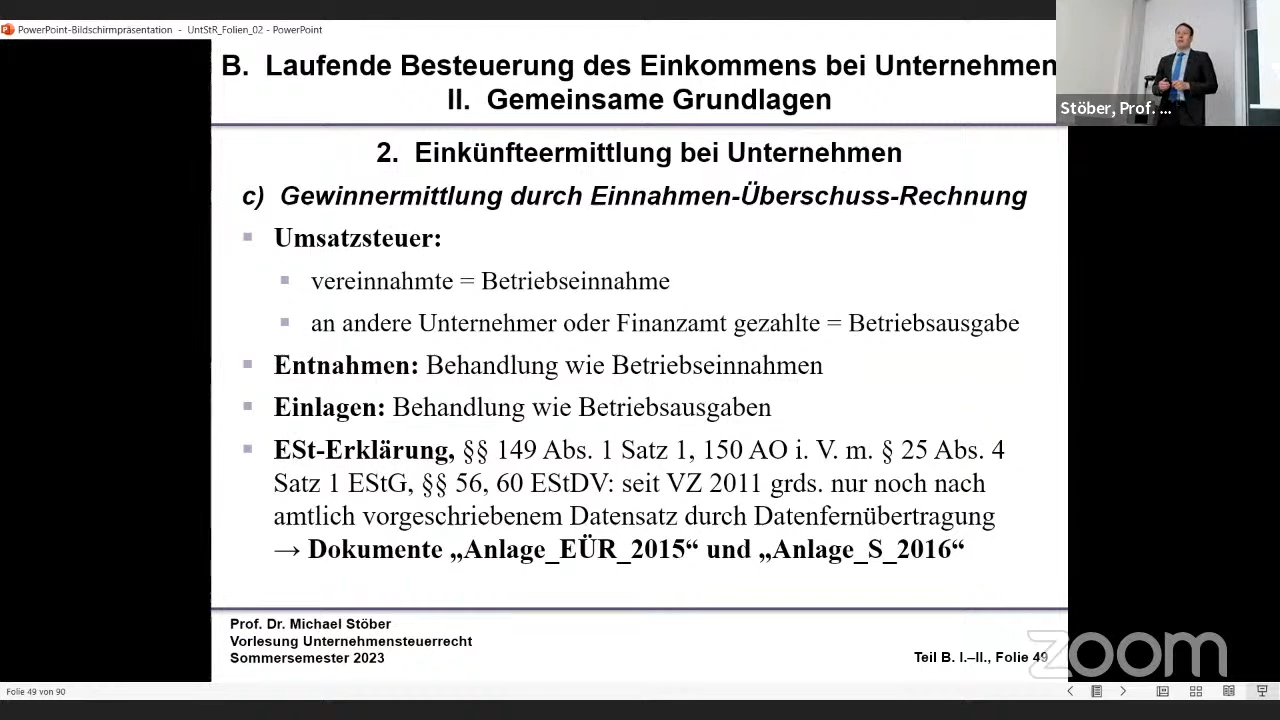 PowerPoint-Bildschirmpräsentation - UntStR_Folien_02 - PowerPoint
B. Laufende Besteuerung des Einkommens bei Unternehmen
II. Gemeinsame Grundlagen
Stöber, Prof. ...
2. Einkünfteermittlung bei Unternehmen
c) Gewinnermittlung durch Einnahmen-Überschuss-Rechnung
Umsatzsteuer:
vereinnahmte = Betriebseinnahme
an andere Unternehmer oder Finanzamt gezahlte = Betriebsausgabe
Entnahmen: Behandlung wie Betriebseinnahmen
Einlagen: Behandlung wie Betriebsausgaben
ESt-Erklärung, §§ 149 Abs. 1 Satz 1, 150 AO i. V. m. § 25 Abs. 4
Satz 1 EStG, §§ 56, 60 EStDV: seit VZ 2011 grds. nur noch nach
amtlich vorgeschriebenem Datensatz durch Datenfernübertragung
→ Dokumente „Anlage_EÜR_2015“ und „Anlage_S_2016“
Prof. Dr. Michael Stöber
Vorlesung Unternehmensteuerrecht
Sommersemester 2023
Teil B. I.–II., Folie 49
zoom
Folie 49 von 90